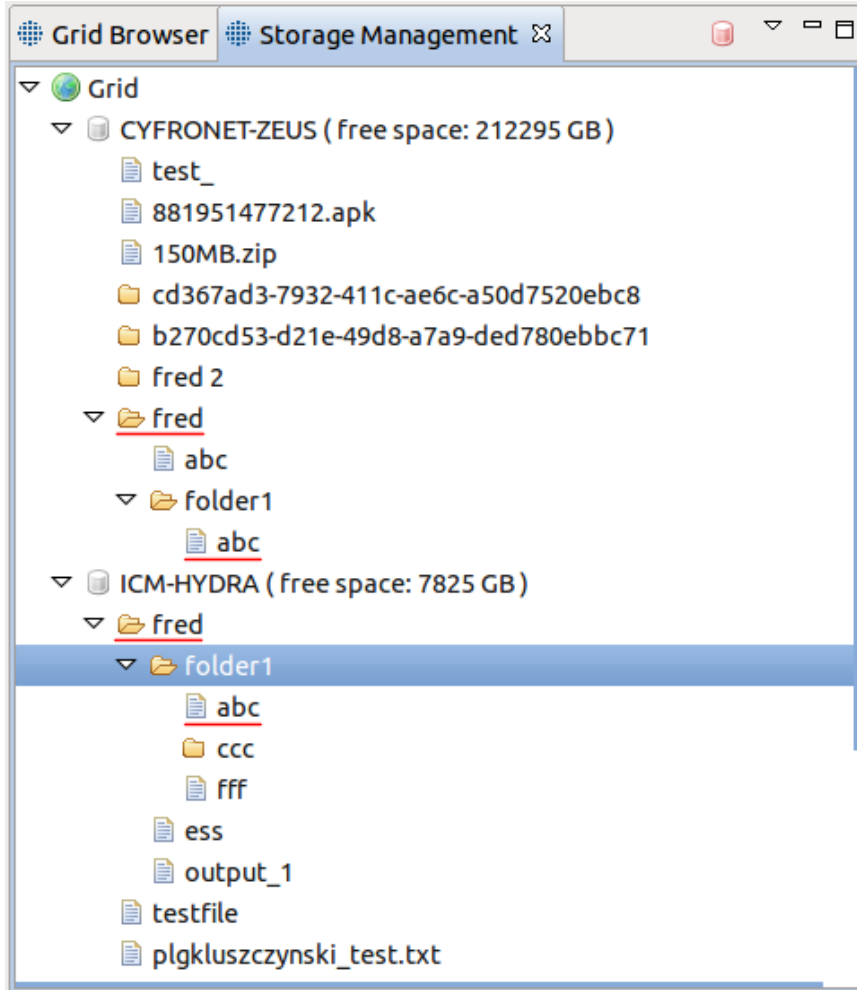 Grid Browser Storage Management
Grid
CYFRONET-ZEUS ( free space: 212295 GB )
test_
881951477212.apk
150MB.zip
cd367ad3-7932-411c-ae6c-a50d7520ebc8
b270cd53-d21e-49d8-a7a9-ded780ebbc71
fred 2
fred
abc
folder1
abc
ICM-HYDRA ( free space: 7825 GB )
fred
folder1
abc
ccc
fff
ess
output_1
testfile
plgkluszczynski_test.txt